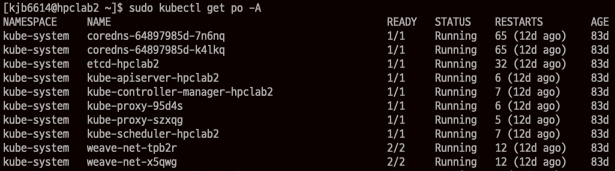 [kjb6614@hpclab2 ~]$ sudo kubectl get po -A
NAMESPACE NAME READY STATUS RESTARTS AGE
kube-system coredns-64897985d-7n6nq 1/1 Running 65 (12d ago) 83d
kube-system coredns-64897985d-k4lkq 1/1 Running 65 (12d ago) 83d
kube-system etcd-hpclab2 1/1 Running 32 (12d ago) 83d
kube-system kube-apiserver-hpclab2 1/1 Running 6 (12d ago) 83d
kube-system kube-controller-manager-hpclab2 1/1 Running 7 (12d ago) 83d
kube-system kube-proxy-95d4s 1/1 Running 6 (12d ago) 83d
kube-system kube-proxy-szxqg 1/1 Running 5 (12d ago) 83d
kube-system kube-scheduler-hpclab2 1/1 Running 7 (12d ago) 83d
kube-system weave-net-tpb2r 2/2 Running 12 (12d ago) 83d
kube-system weave-net-x5qwg 2/2 Running 12 (12d ago) 83d